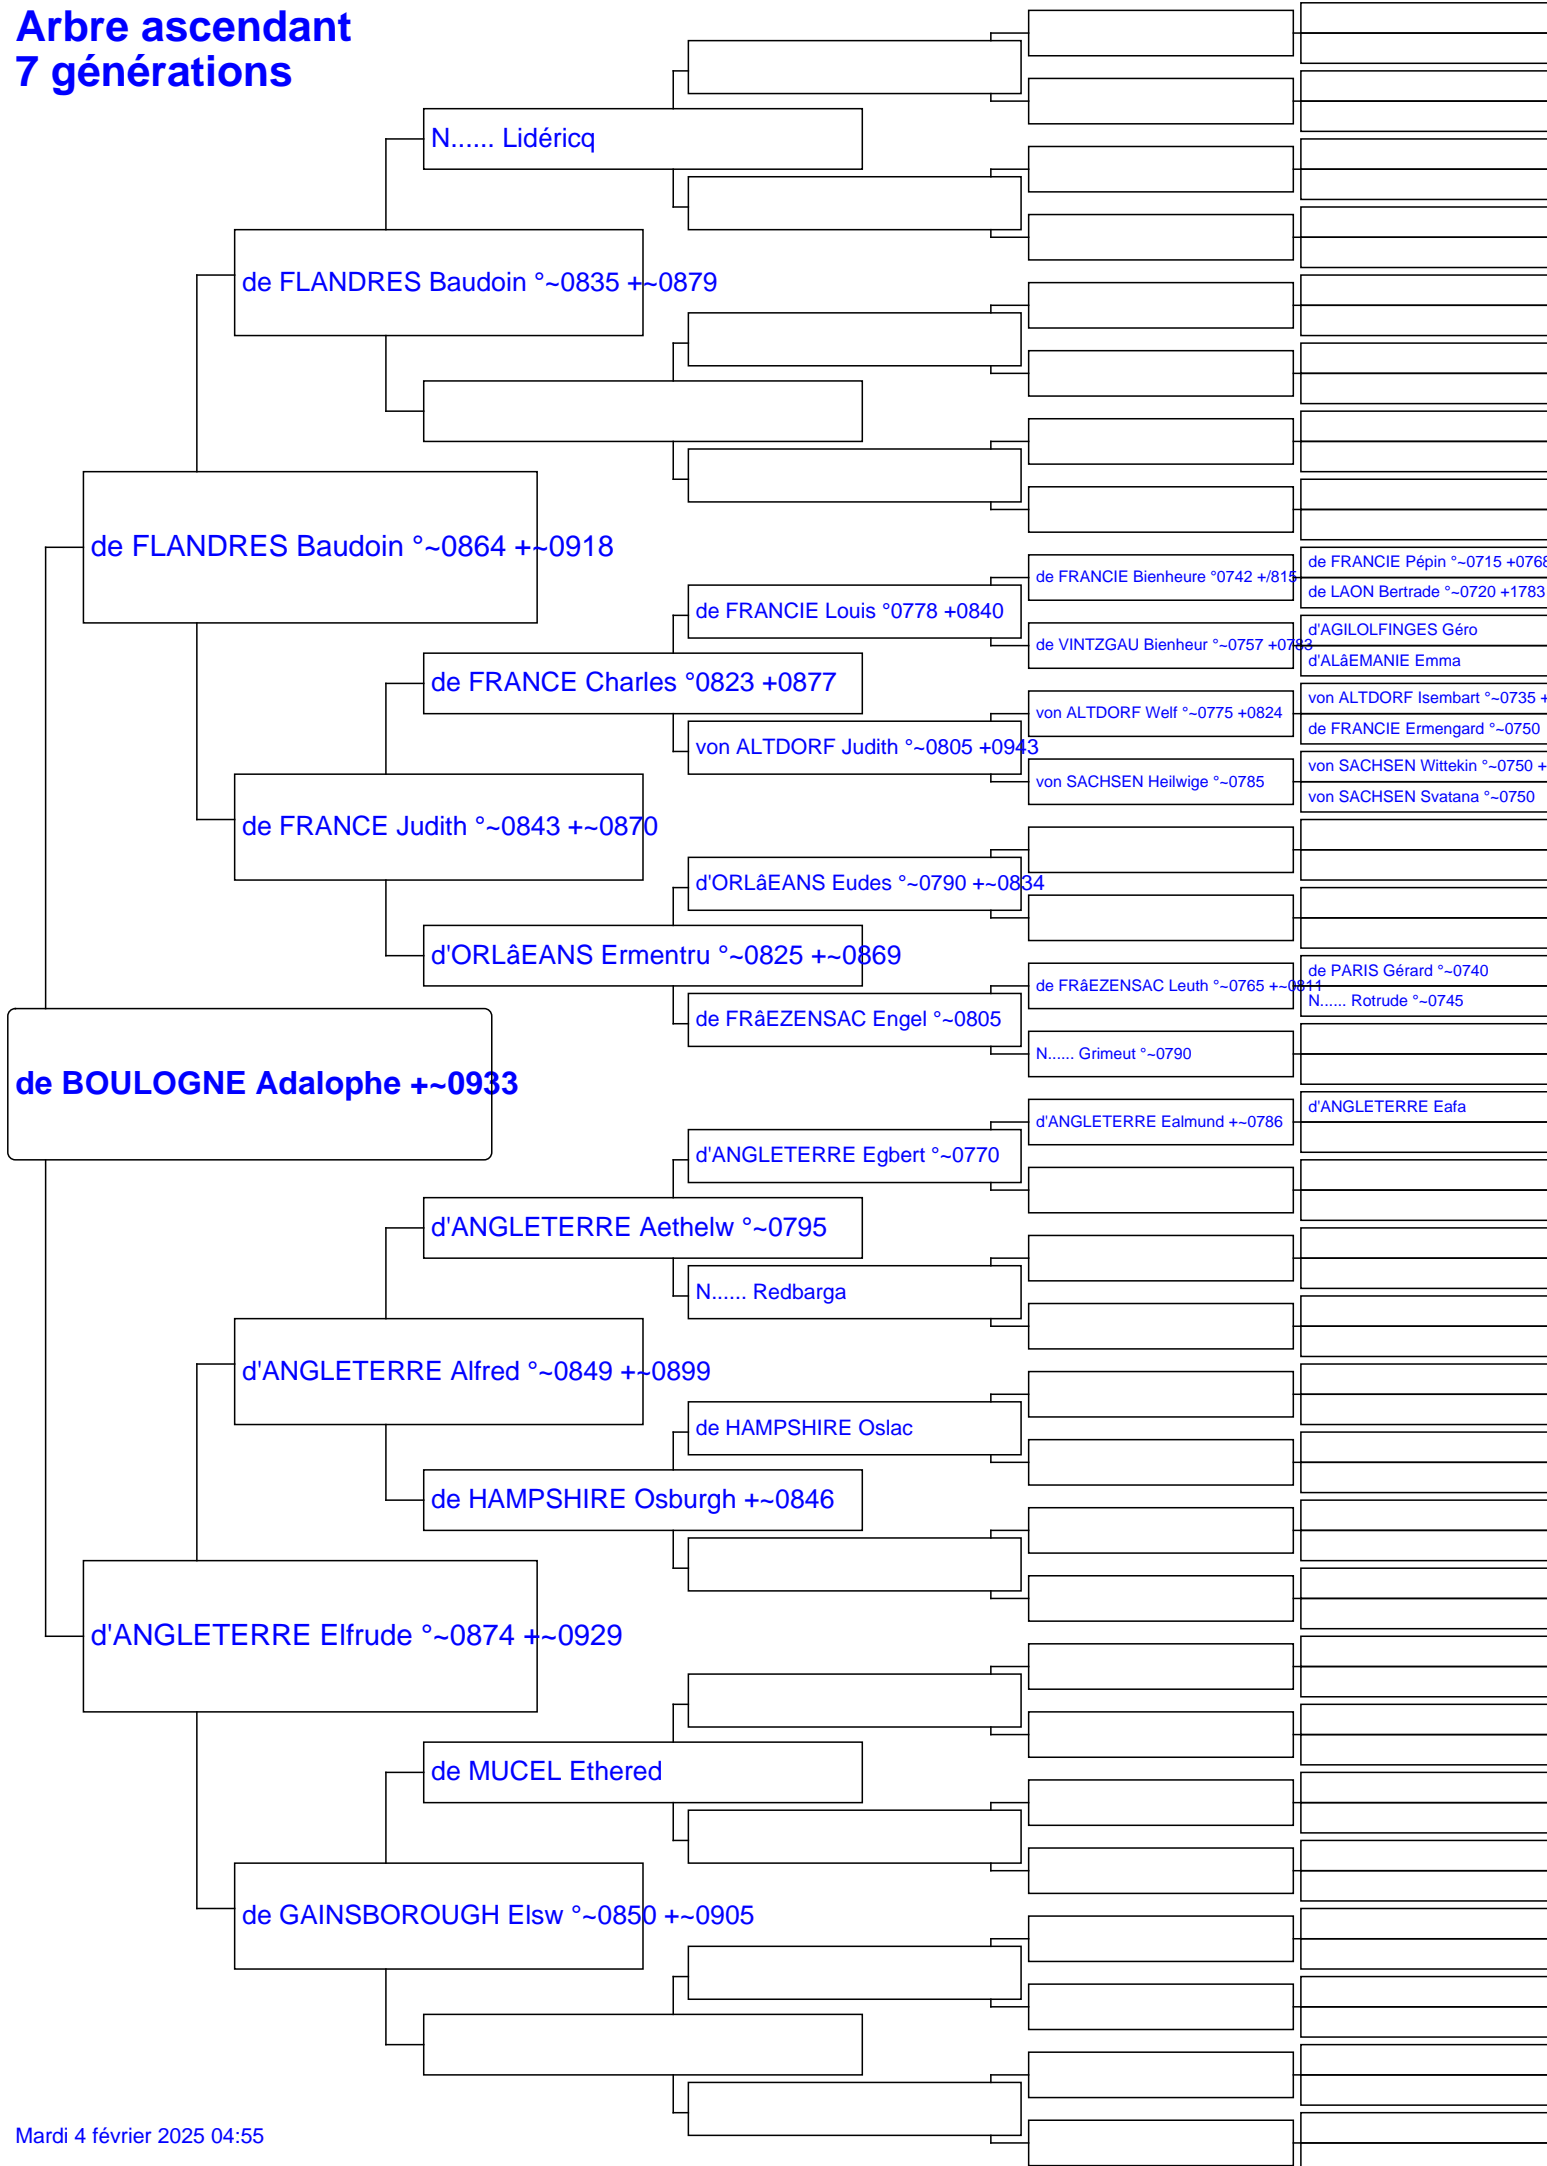 Arbre ascendant
7 générations
N...... Lidéricq
de FLANDRES Baudoin °~0835 +~0879
de FLANDRES Baudoin °~0864 +~0918
de FRANCIE Bienheure °0742 +/815
de FRANCIE Pépin °~0715 +0768
de LAON Bertrade °~0720 +1783
de FRANCIE Louis °0778 +0840
de VINTZGAU Bienheur °~0757 +0783
d'AGILOLFINGES Géro
d'ALâEMANIE Emma
de FRANCE Charles °0823 +0877
von ALTDORF Welf °~0775 +0824
von ALTDORF Isembart °~0735 +
de FRANCIE Ermengard °~0750
von ALTDORF Judith °~0805 +0943
von SACHSEN Heilwige °~0785
von SACHSEN Wittekin °~0750 +
von SACHSEN Svatana °~0750
de FRANCE Judith °~0843 +~0870
d'ORLâEANS Eudes °~0790 +~0834
d'ORLâEANS Ermentru °~0825 +~0869
de FRâEZENSAC Leuth °~0765 +~0811
de PARIS Gérard °~0740
N...... Rotrude °~0745
de FRâEZENSAC Engel °~0805
N...... Grimeut °~0790
de BOULOGNE Adalophe +~0933
d'ANGLETERRE Ealmund +~0786
d'ANGLETERRE Eafa
d'ANGLETERRE Egbert °~0770
d'ANGLETERRE Aethelw °~0795
N...... Redbarga
d'ANGLETERRE Alfred °~0849 +~0899
de HAMPSHIRE Oslac
de HAMPSHIRE Osburgh +~0846
d'ANGLETERRE Elfrude °~0874 +~0929
de MUCEL Ethered
de GAINSBOROUGH Elsw °~0850 +~0905
Mardi 4 février 2025 04:55